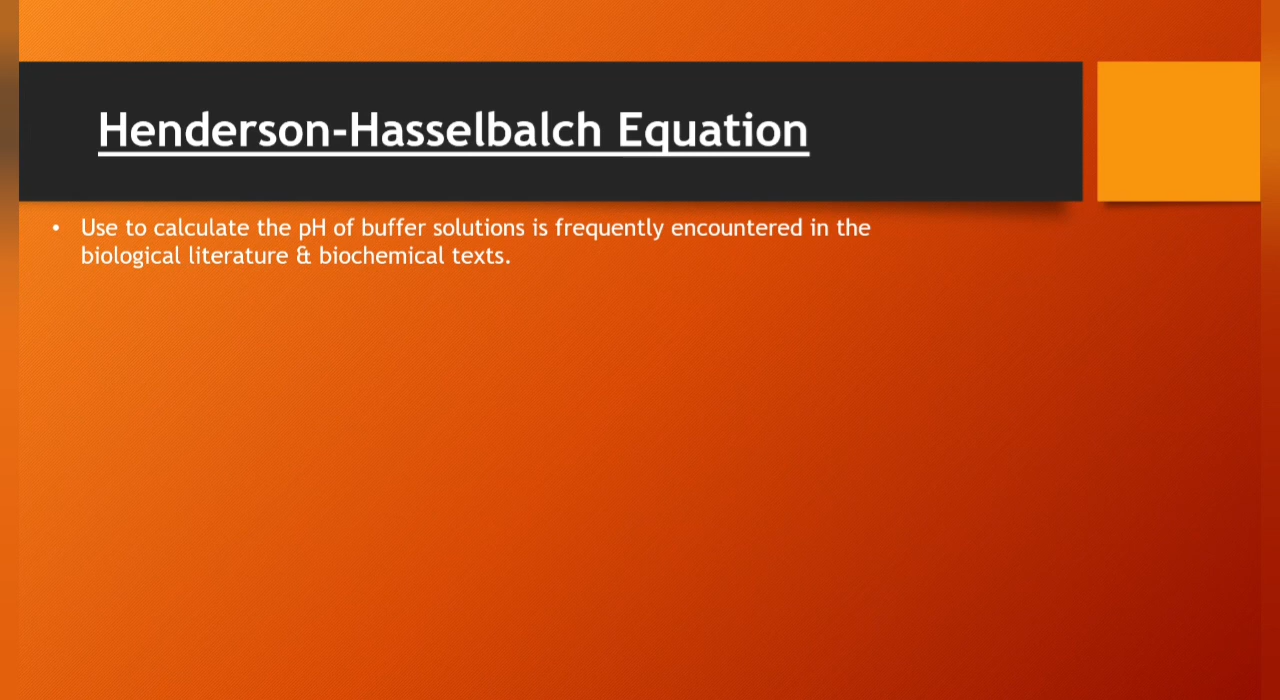 Henderson-Hasselbalch Equation
• Use to calculate the pH of buffer solutions is frequently encountered in the
biological literature & biochemical texts.